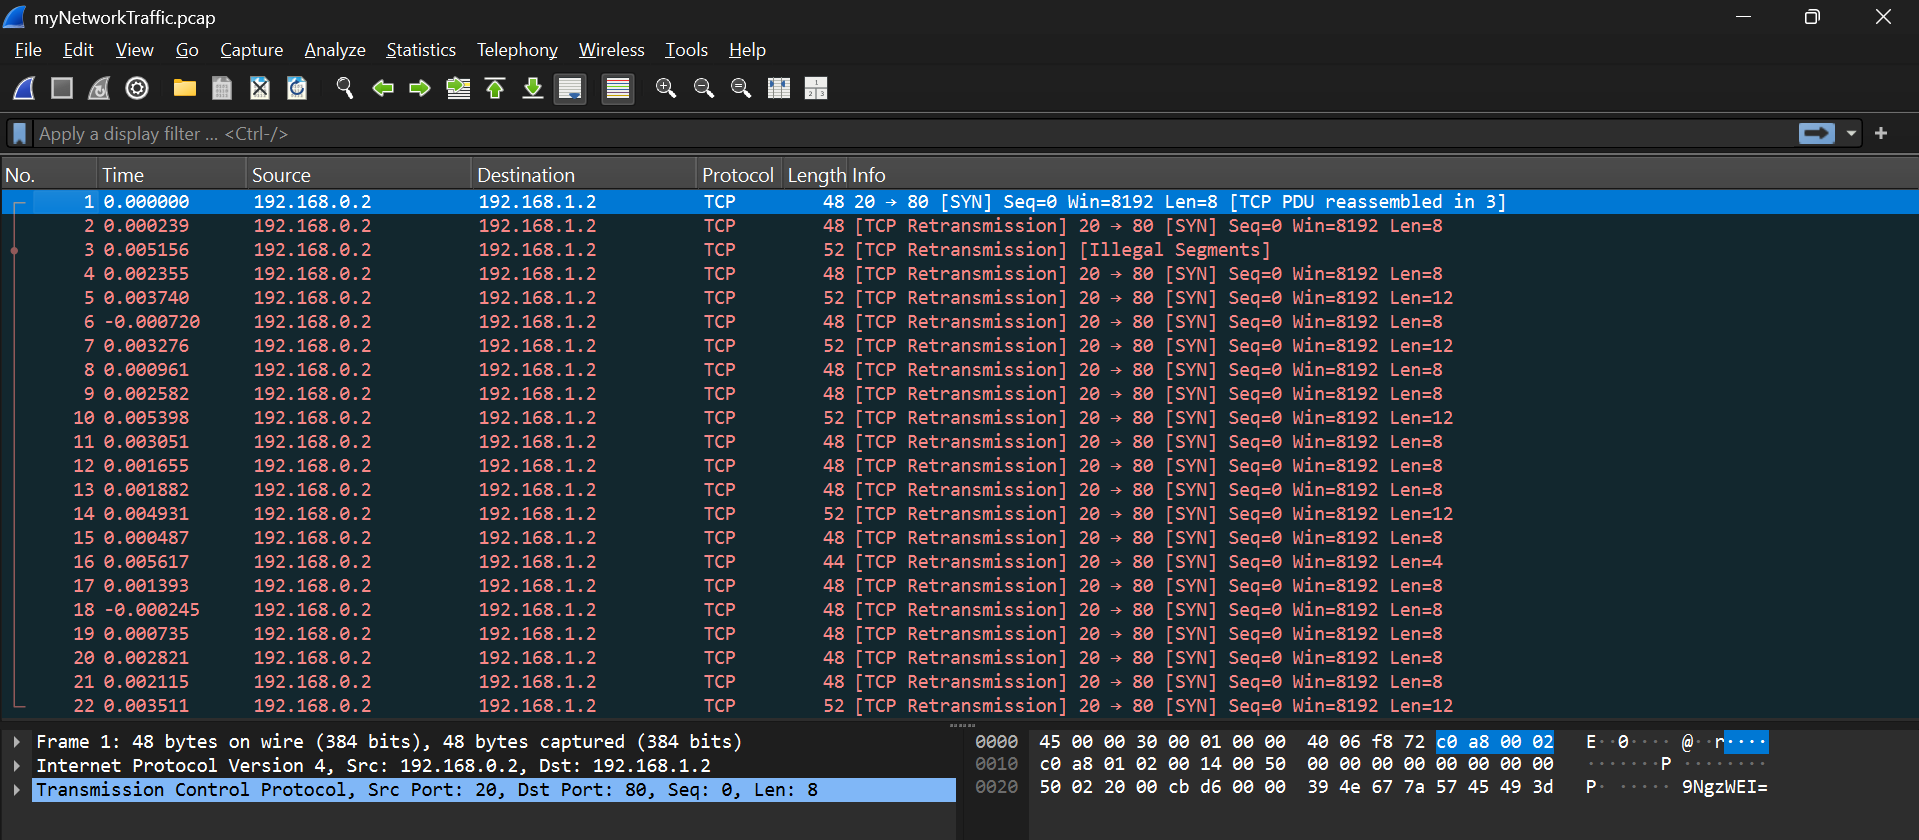 myNetworkTraffic.pcap
File Edit View Go Capture Analyze Statistics Telephony Wireless Tools Help
Apply a display filter ... <Ctrl-/>
No. Time Source Destination Protocol Length Info
1 0.000000 192.168.0.2 192.168.1.2 TCP 48 20 → 80 [SYN] Seq=0 Win=8192 Len=8 [TCP PDU reassembled in 3]
2 0.000239 192.168.0.2 192.168.1.2 TCP 48 [TCP Retransmission] 20 → 80 [SYN] Seq=0 Win=8192 Len=8
3 0.005156 192.168.0.2 192.168.1.2 TCP 52 [TCP Retransmission] [Illegal Segments]
4 0.002355 192.168.0.2 192.168.1.2 TCP 48 [TCP Retransmission] 20 → 80 [SYN] Seq=0 Win=8192 Len=8
5 0.003740 192.168.0.2 192.168.1.2 TCP 52 [TCP Retransmission] 20 → 80 [SYN] Seq=0 Win=8192 Len=12
6 -0.000720 192.168.0.2 192.168.1.2 TCP 48 [TCP Retransmission] 20 → 80 [SYN] Seq=0 Win=8192 Len=8
7 0.003276 192.168.0.2 192.168.1.2 TCP 52 [TCP Retransmission] 20 → 80 [SYN] Seq=0 Win=8192 Len=12
8 0.000961 192.168.0.2 192.168.1.2 TCP 48 [TCP Retransmission] 20 → 80 [SYN] Seq=0 Win=8192 Len=8
9 0.002582 192.168.0.2 192.168.1.2 TCP 48 [TCP Retransmission] 20 → 80 [SYN] Seq=0 Win=8192 Len=8
10 0.005398 192.168.0.2 192.168.1.2 TCP 52 [TCP Retransmission] 20 → 80 [SYN] Seq=0 Win=8192 Len=12
11 0.003051 192.168.0.2 192.168.1.2 TCP 48 [TCP Retransmission] 20 → 80 [SYN] Seq=0 Win=8192 Len=8
12 0.001655 192.168.0.2 192.168.1.2 TCP 48 [TCP Retransmission] 20 → 80 [SYN] Seq=0 Win=8192 Len=8
13 0.001882 192.168.0.2 192.168.1.2 TCP 48 [TCP Retransmission] 20 → 80 [SYN] Seq=0 Win=8192 Len=8
14 0.004931 192.168.0.2 192.168.1.2 TCP 52 [TCP Retransmission] 20 → 80 [SYN] Seq=0 Win=8192 Len=12
15 0.000487 192.168.0.2 192.168.1.2 TCP 48 [TCP Retransmission] 20 → 80 [SYN] Seq=0 Win=8192 Len=8
16 0.005617 192.168.0.2 192.168.1.2 TCP 44 [TCP Retransmission] 20 → 80 [SYN] Seq=0 Win=8192 Len=4
17 0.001393 192.168.0.2 192.168.1.2 TCP 48 [TCP Retransmission] 20 → 80 [SYN] Seq=0 Win=8192 Len=8
18 -0.000245 192.168.0.2 192.168.1.2 TCP 48 [TCP Retransmission] 20 → 80 [SYN] Seq=0 Win=8192 Len=8
19 0.000735 192.168.0.2 192.168.1.2 TCP 48 [TCP Retransmission] 20 → 80 [SYN] Seq=0 Win=8192 Len=8
20 0.002821 192.168.0.2 192.168.1.2 TCP 48 [TCP Retransmission] 20 → 80 [SYN] Seq=0 Win=8192 Len=8
21 0.002115 192.168.0.2 192.168.1.2 TCP 48 [TCP Retransmission] 20 → 80 [SYN] Seq=0 Win=8192 Len=8
22 0.003511 192.168.0.2 192.168.1.2 TCP 52 [TCP Retransmission] 20 → 80 [SYN] Seq=0 Win=8192 Len=12
Frame 1: 48 bytes on wire (384 bits), 48 bytes captured (384 bits)
Internet Protocol Version 4, Src: 192.168.0.2, Dst: 192.168.1.2
Transmission Control Protocol, Src Port: 20, Dst Port: 80, Seq: 0, Len: 8
0000 45 00 00 30 00 01 00 00 40 06 f8 72 c0 a8 00 02 E··0···· @··r····
0010 c0 a8 01 02 00 14 00 50 00 00 00 00 00 00 00 00 ·······P ········
0020 50 02 20 00 cb d6 00 00 39 4e 67 7a 57 45 49 3d P· ····· 9NgzWEI=